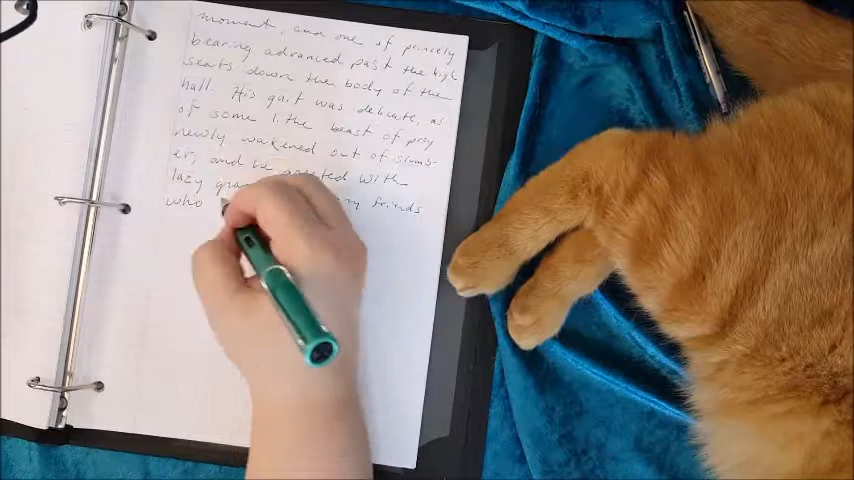 moment, and one of princely
bearing advanced past the high
seats down the body of the
hall. His gait was delicate, as
of some lithe beast of prey
newly wakened out of slumb-
er, and he greeted with
lazy
who my friends